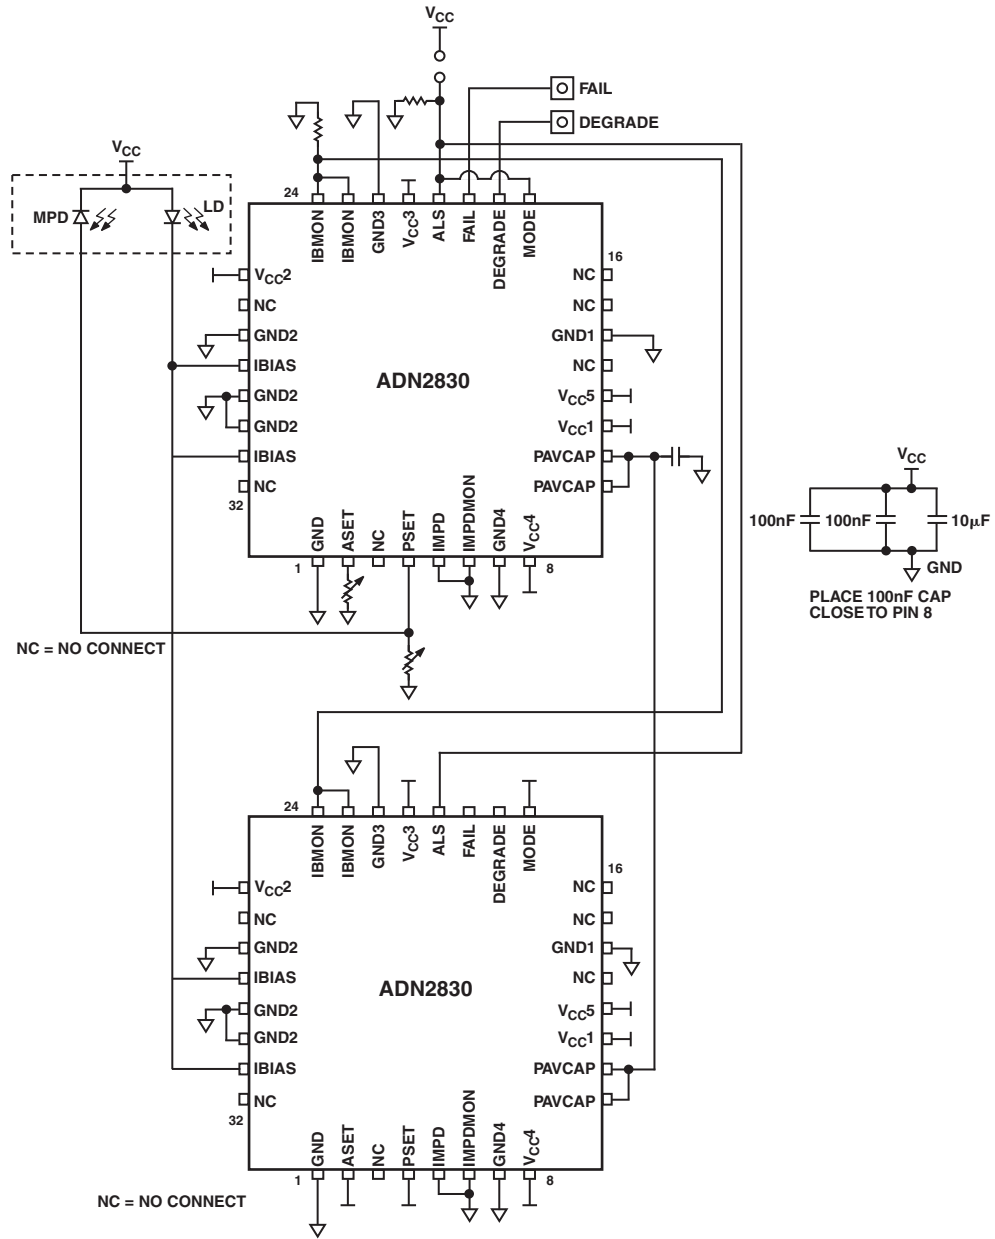 VCC
FAIL
DEGRADE
VCC
MPD
LD
24
IBMON
IBMON
GND3
VCC3
ALS
FAIL
DEGRADE
MODE
16
VCC2
NC
GND2
IBIAS
GND2
GND2
IBIAS
NC
32
ADN2830
NC
NC
GND1
NC
VCC5
VCC1
PAVCAP
PAVCAP
1
GND
ASET
NC
PSET
IMPD
IMPDMON
GND4
VCC4
8
VCC
100nF
100nF
10μF
GND
PLACE 100nF CAP
CLOSE TO PIN 8
NC = NO CONNECT
24
IBMON
IBMON
GND3
VCC3
ALS
FAIL
DEGRADE
MODE
16
VCC2
NC
GND2
IBIAS
GND2
GND2
IBIAS
NC
32
ADN2830
NC
NC
GND1
NC
VCC5
VCC1
PAVCAP
PAVCAP
1
GND
ASET
NC
PSET
IMPD
IMPDMON
GND4
VCC4
8
NC = NO CONNECT